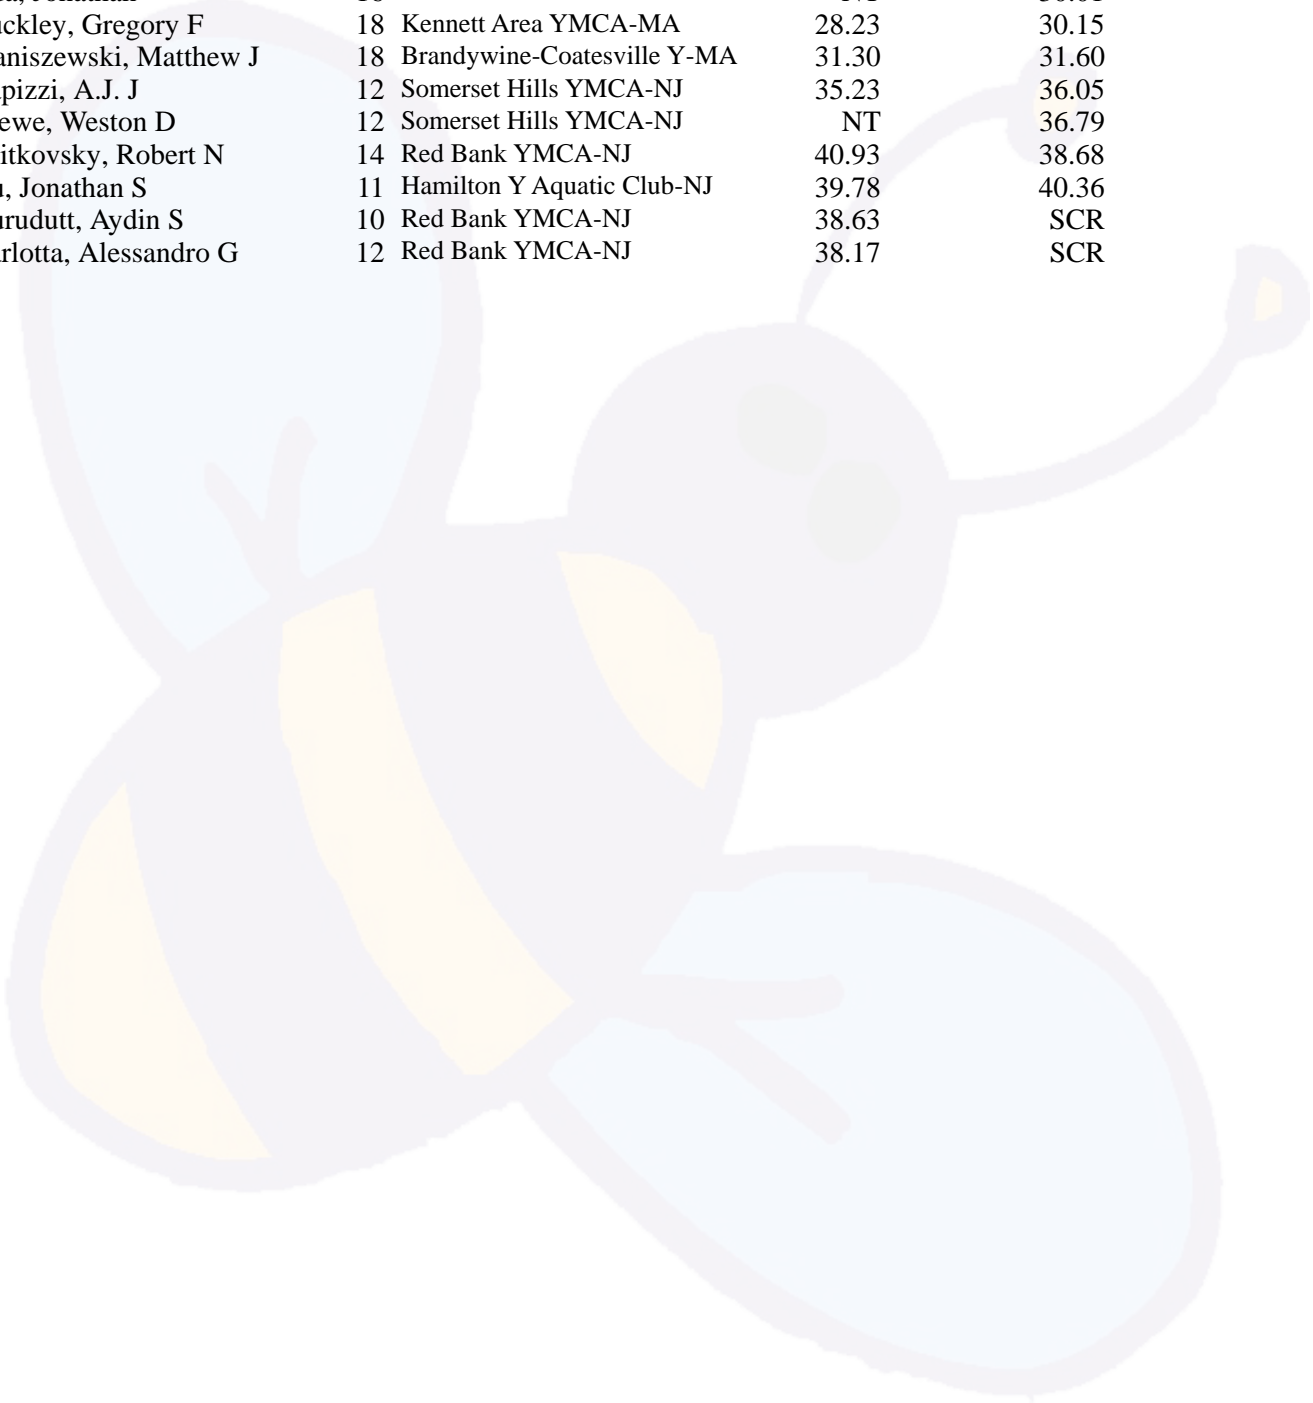 uckley, Gregory F 18 Kennett Area YMCA-MA 28.23 30.15
aniszewski, Matthew J 18 Brandywine-Coatesville Y-MA 31.30 31.60
pizzi, A.J. J 12 Somerset Hills YMCA-NJ 35.23 36.05
ewe, Weston D 12 Somerset Hills YMCA-NJ NT 36.79
itkovsky, Robert N 14 Red Bank YMCA-NJ 40.93 38.68
, Jonathan S 11 Hamilton Y Aquatic Club-NJ 39.78 40.36
urudutt, Aydin S 10 Red Bank YMCA-NJ 38.63 SCR
arlotta, Alessandro G 12 Red Bank YMCA-NJ 38.17 SCR